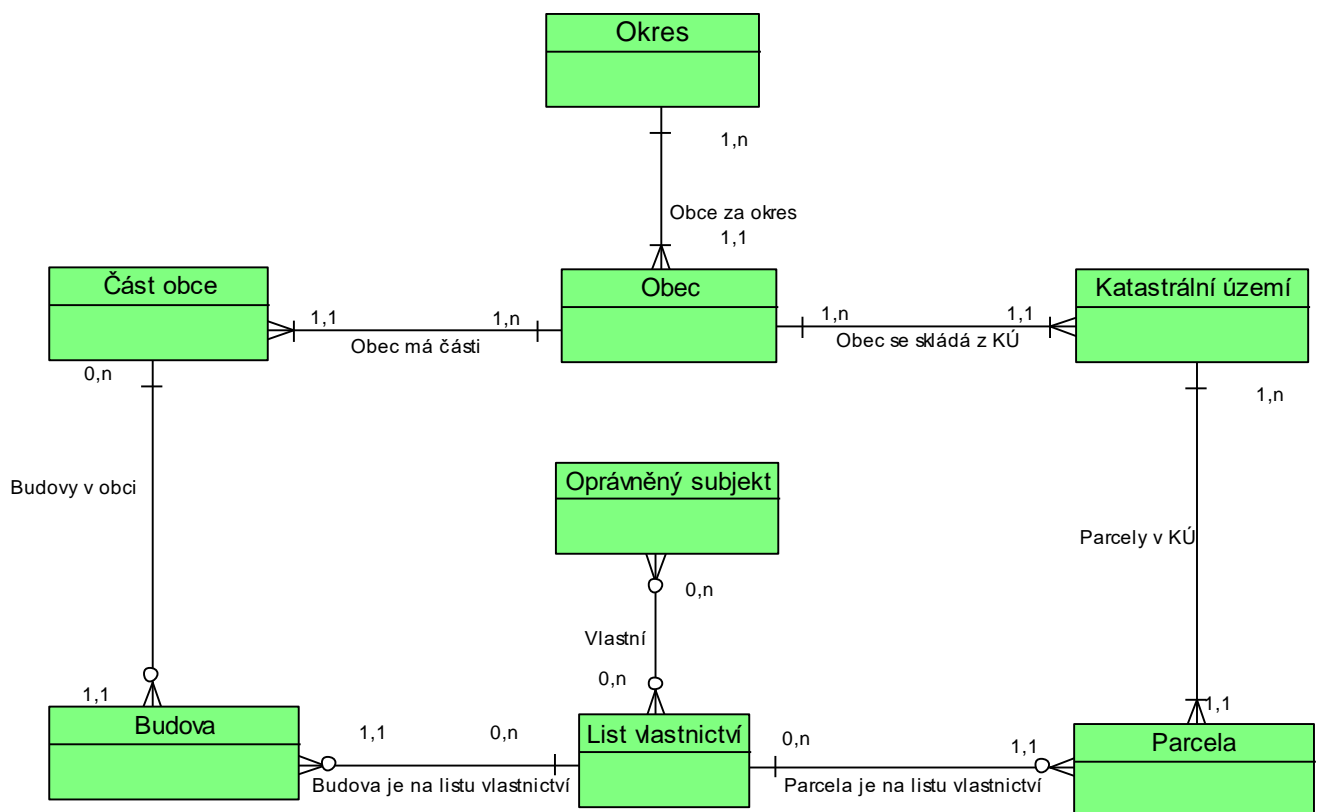 Okres
1,n
Obce za okres
1,1
Část obce
Obec
Katastrální území
1,1
1,n
Obec má části
1,n
1,1
Obec se skládá z KÚ
0,n
1,n
Budovy v obci
Oprávněný subjekt
0,n
Vlastní
0,n
Parcely v KÚ
1,1
1,1
Budova
List vlastnictví
Parcela
1,1
0,n
Budova je na listu vlastnictví
0,n
1,1
Parcela je na listu vlastnictví